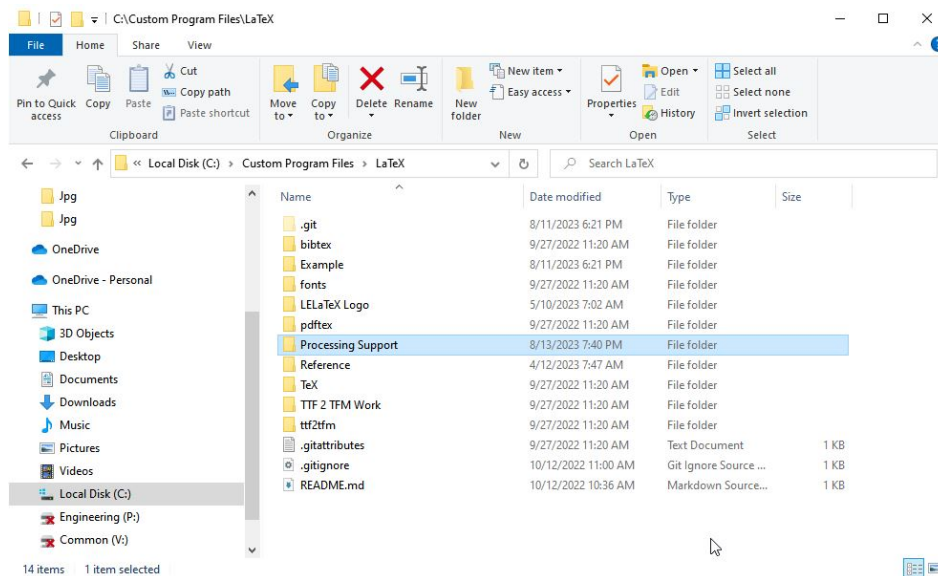 C:\Custom Program Files\LaTeX
File Home Share View
Pin to Quick access
Copy
Paste
Cut
Copy path
Paste shortcut
Clipboard
Move to
Copy to
Delete
Rename
Organize
New folder
New item
Easy access
New
Properties
Open
Edit
History
Open
Select all
Select none
Invert selection
Select
« Local Disk (C:) › Custom Program Files › LaTeX
Search LaTeX
Jpg
Jpg
OneDrive
OneDrive - Personal
This PC
3D Objects
Desktop
Documents
Downloads
Music
Pictures
Videos
Local Disk (C:)
Engineering (P:)
Common (V:)
Name Date modified Type Size
.git 8/11/2023 6:21 PM File folder
bibtex 9/27/2022 11:20 AM File folder
Example 8/11/2023 6:21 PM File folder
fonts 9/27/2022 11:20 AM File folder
LELaTeX Logo 5/10/2023 7:02 AM File folder
pdftex 9/27/2022 11:20 AM File folder
Processing Support 8/13/2023 7:40 PM File folder
Reference 4/12/2023 7:47 AM File folder
TeX 9/27/2022 11:20 AM File folder
TTF 2 TFM Work 9/27/2022 11:20 AM File folder
ttf2tfm 9/27/2022 11:20 AM File folder
.gitattributes 9/27/2022 11:20 AM Text Document 1 KB
.gitignore 10/12/2022 11:00 AM Git Ignore Source ... 1 KB
README.md 10/12/2022 10:36 AM Markdown Source... 1 KB
14 items 1 item selected